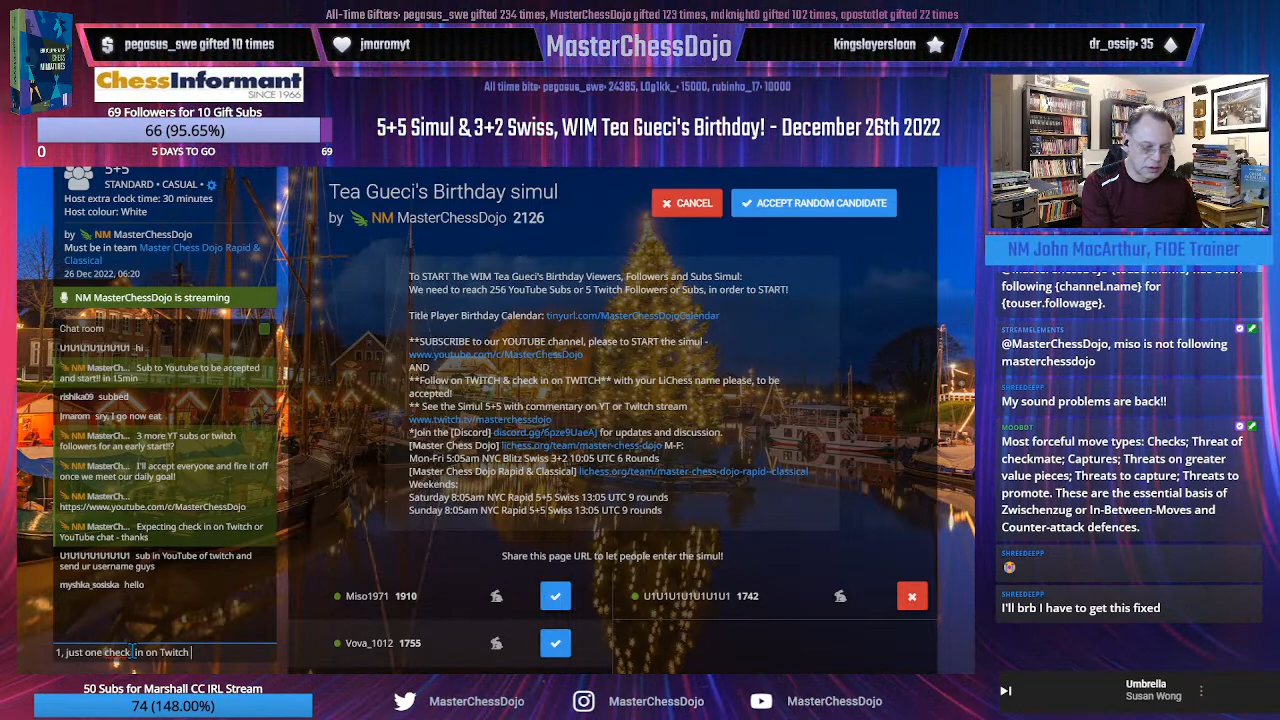 All-Time Gifters• pegasus_swe gifted 234 times, MasterChessDojo gifted 123 times, mdknight0 gifted 102 times, apostatlet gifted 22 times
pegasus_swe gifted 10 times
jmaromyt
MasterChessDojo
kingslayersloan
dr_ossip• 35
ChessInformant
SINCE 1966
All time bits• pegasus_swe• 24385, L0g1kk_• 15000, rubinho_17• 10000
69 Followers for 10 Gift Subs
66 (95.65%)
0
5 DAYS TO GO
69
5+5 Simul & 3+2 Swiss, WIM Tea Gueci's Birthday! - December 26th 2022
5+5
STANDARD • CASUAL •
Host extra clock time: 30 minutes
Host colour: White
by NM MasterChessDojo
Must be in team Master Chess Dojo Rapid &
Classical
26 Dec 2022, 06:20
NM MasterChessDojo is streaming
Chat room
U1U1U1U1U1U1U1 hi
NM MasterCh... Sub to Youtube to be accepted
and start!! in 15min
rishika09 subbed
Jmarom sry, I go now eat
NM MasterCh... 3 more YT subs or twitch
followers for an early start!!?
NM MasterCh... I'll accept everyone and fire it off
once we meet our daily goal!
NM MasterCh...
https://www.youtube.com/c/MasterChessDojo
NM MasterCh... Expecting check in on Twitch or
YouTube chat - thanks
U1U1U1U1U1U1U1 sub in YouTube of twitch and
send ur username guys
myshka_sosiska hello
1, just one check in on Twitch
Tea Gueci's Birthday simul
by NM MasterChessDojo 2126
CANCEL
ACCEPT RANDOM CANDIDATE
To START The WIM Tea Gueci's Birthday Viewers, Followers and Subs Simul:
We need to reach 256 YouTube Subs or 5 Twitch Followers or Subs, in order to START!
Title Player Birthday Calendar: tinyurl.com/MasterChessDojoCalendar
**SUBSCRIBE to our YOUTUBE channel, please to START the simul -
www.youtube.com/c/MasterChessDojo
AND
**Follow on TWITCH & check in on TWITCH** with your LiChess name please, to be
accepted!
** See the Simul 5+5 with commentary on YT or Twitch stream
www.twitch.tv/masterchessdojo
*Join the [Discord] discord.gg/6pze9UaeAJ for updates and discussion.
[Master Chess Dojo] lichess.org/team/master-chess-dojo M-F:
Mon-Fri 5:05am NYC Blitz Swiss 3+2 10:05 UTC 6 Rounds
[Master Chess Dojo Rapid & Classical] lichess.org/team/master-chess-dojo-rapid--classical
Weekends:
Saturday 8:05am NYC Rapid 5+5 Swiss 13:05 UTC 9 rounds
Sunday 8:05am NYC Rapid 5+5 Swiss 13:05 UTC 9 rounds
Share this page URL to let people enter the simul!
Miso1971 1910
U1U1U1U1U1U1U1 1742
Vova_1012 1755
NM John MacArthur, FIDE Trainer
following {channel.name} for
{touser.followage}.
STREAMELEMENTS
@MasterChessDojo, miso is not following
masterchessdojo
SHREEDEEPP
My sound problems are back!!
MOOBOT
Most forceful move types: Checks; Threat of
checkmate; Captures; Threats on greater
value pieces; Threats to capture; Threats to
promote. These are the essential basis of
Zwischenzug or In-Between-Moves and
Counter-attack defences.
SHREEDEEPP
SHREEDEEPP
I'll brb I have to get this fixed
50 Subs for Marshall CC IRL Stream
74 (148.00%)
MasterChessDojo
MasterChessDojo
MasterChessDojo
Umbrella
Susan Wong